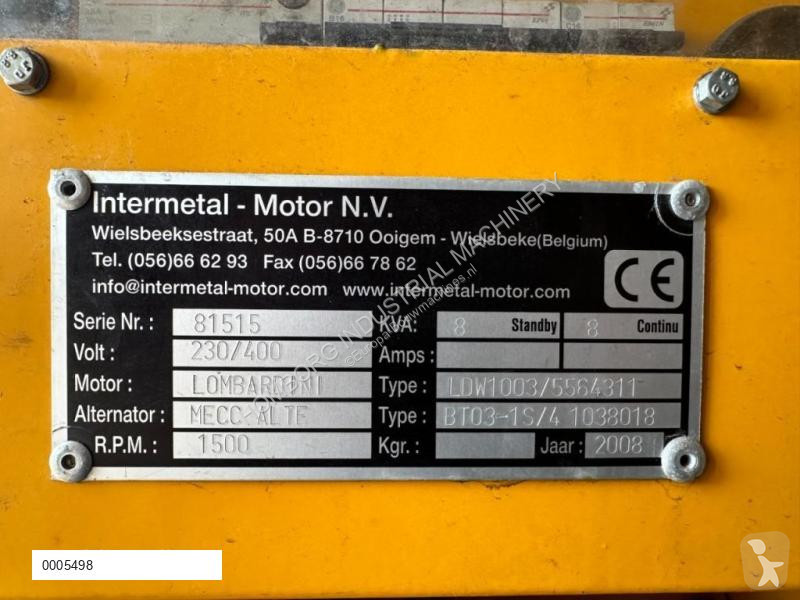 Intermetal - Motor N.V.
Wielsbeeksestraat, 50A B-8710 Ooigem - Wielsbeke(Belgium)
Tel. (056)66 62 93 Fax (056)66 78 62
info@intermetal-motor.com www.intermetal-motor.com
CE
Serie Nr.: 81515 KVA: 8 Standby 8 Continu
Volt: 230/400 Amps:
Motor: LOMBARDINI Type: LDW1003/5564311
Alternator: MECC ALTE Type: BT03-1S/4 1038018
R.P.M.: 1500 Kgr.: Jaar: 2008
OMBORG INDUSTRIAL MACHINERY
0005498